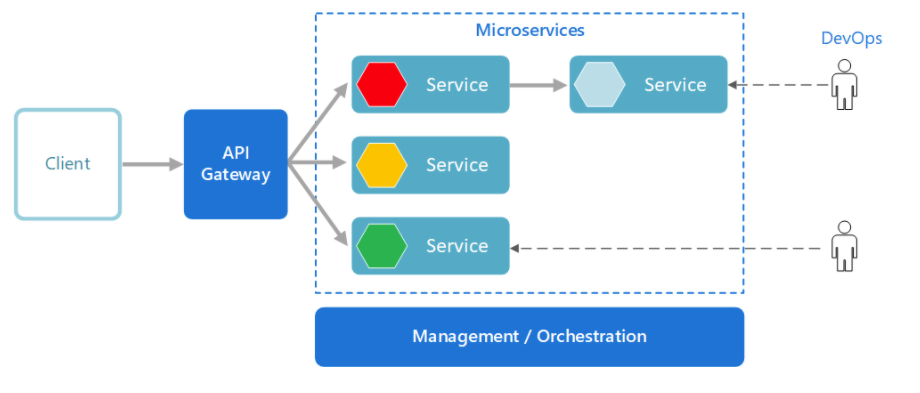 Microservices
DevOps
Service
Service
Client
API
Gateway
Service
Service
Management / Orchestration